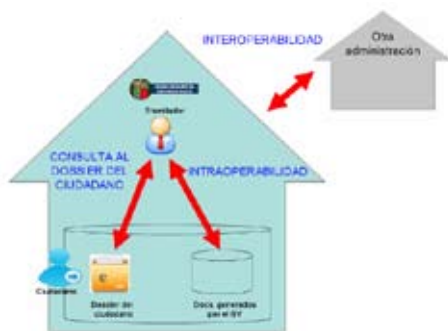 INTEROPERABILIDAD
Otra
administración
Tramitador
CONSULTA AL
DOSSIER DEL
CIUDADANO
INTRAOPERABILIDAD
Ciudadano
Dossier del
ciudadano
Docs. generados
por el GV